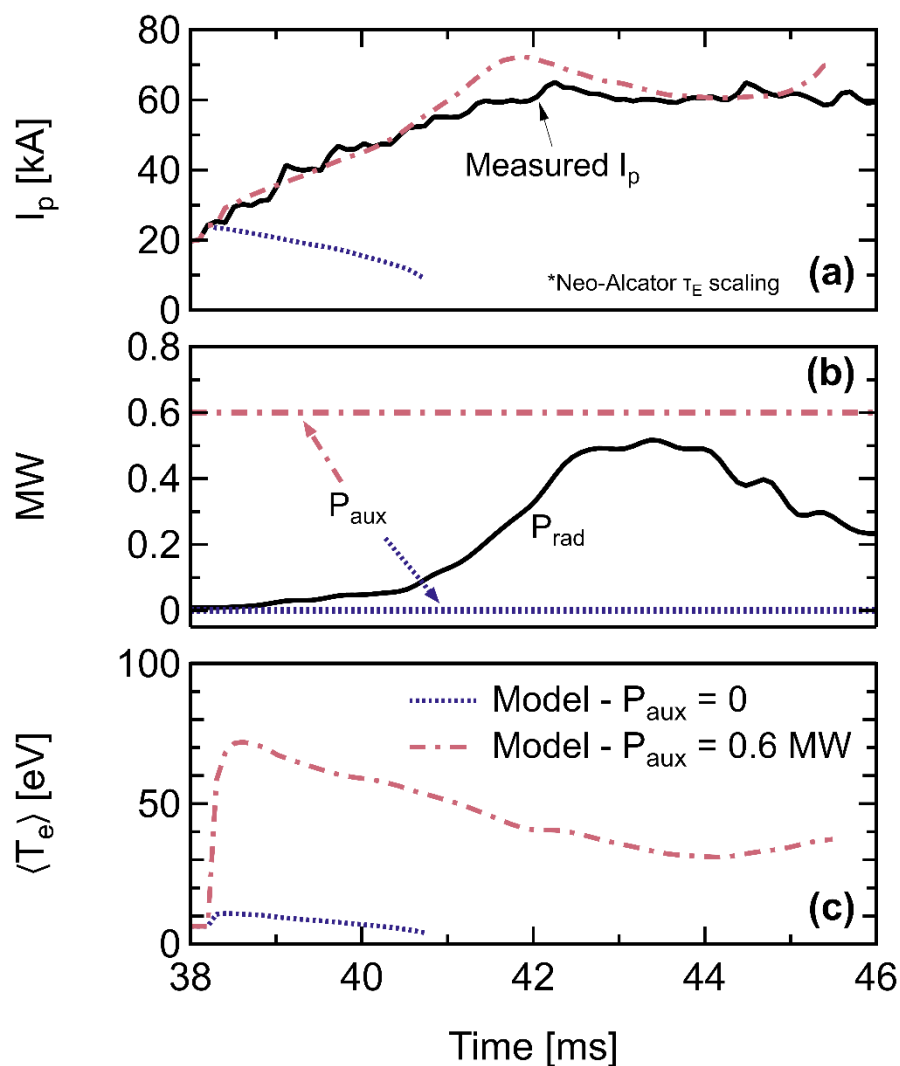 80
60
40
20
0
I_p [kA]
Measured I_p
*Neo-Alcator τ_E scaling
(a)
0.8
0.6
0.4
0.2
0
MW
P_aux
P_rad
(b)
100
50
0
⟨T_e⟩ [eV]
Model - P_aux = 0
Model - P_aux = 0.6 MW
(c)
38 40 42 44 46
Time [ms]